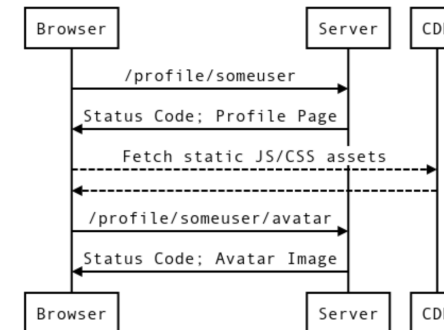 Browser
Server
/profile/someuser
Status Code; Profile Page
Fetch static JS/CSS assets
/profile/someuser/avatar
Status Code; Avatar Image
Browser
Server